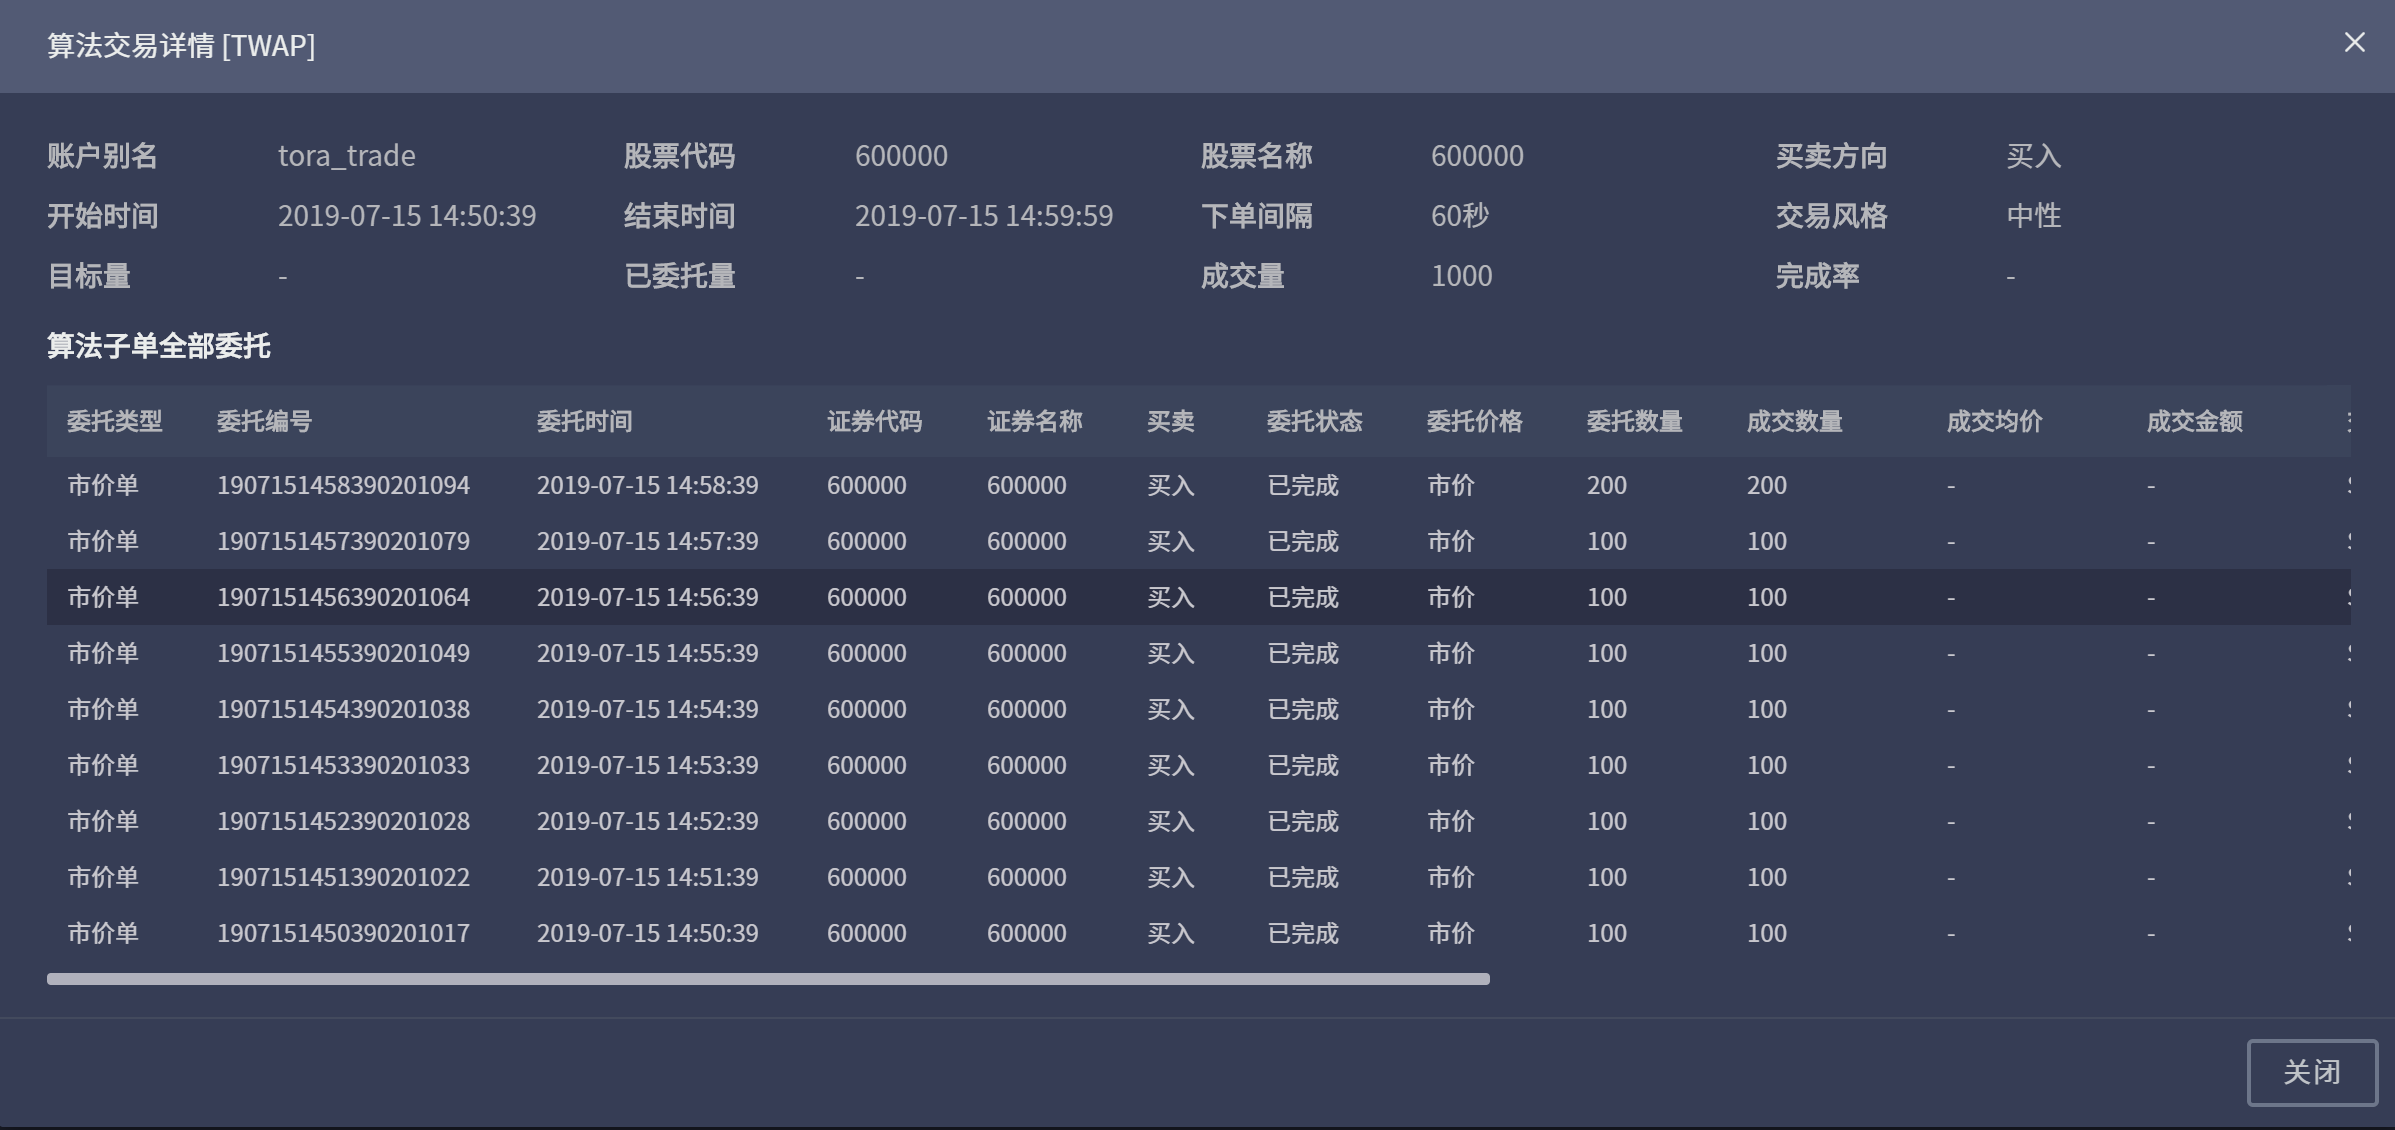 算法交易详情 [TWAP]
账户别名 tora_trade 股票代码 600000 股票名称 600000 买卖方向 买入
开始时间 2019-07-15 14:50:39 结束时间 2019-07-15 14:59:59 下单间隔 60秒 交易风格 中性
目标量 - 已委托量 - 成交量 1000 完成率 -
算法子单全部委托
委托类型 委托编号 委托时间 证券代码 证券名称 买卖 委托状态 委托价格 委托数量 成交数量 成交均价 成交金额
市价单 1907151458390201094 2019-07-15 14:58:39 600000 600000 买入 已完成 市价 200 200 - -
市价单 1907151457390201079 2019-07-15 14:57:39 600000 600000 买入 已完成 市价 100 100 - -
市价单 1907151456390201064 2019-07-15 14:56:39 600000 600000 买入 已完成 市价 100 100 - -
市价单 1907151455390201049 2019-07-15 14:55:39 600000 600000 买入 已完成 市价 100 100 - -
市价单 1907151454390201038 2019-07-15 14:54:39 600000 600000 买入 已完成 市价 100 100 - -
市价单 1907151453390201033 2019-07-15 14:53:39 600000 600000 买入 已完成 市价 100 100 - -
市价单 1907151452390201028 2019-07-15 14:52:39 600000 600000 买入 已完成 市价 100 100 - -
市价单 1907151451390201022 2019-07-15 14:51:39 600000 600000 买入 已完成 市价 100 100 - -
市价单 1907151450390201017 2019-07-15 14:50:39 600000 600000 买入 已完成 市价 100 100 - -
关闭